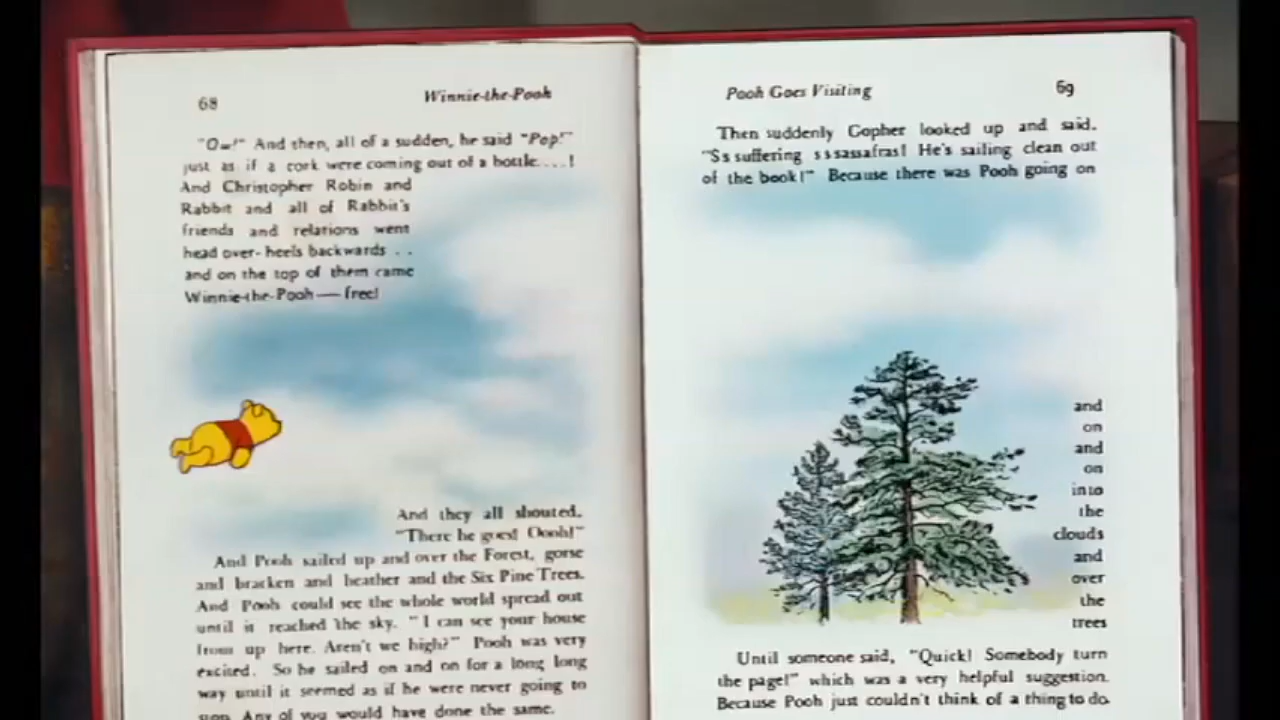 68
Winnie-the-Pooh
"Ow!" And then, all of a sudden, he said "Pop!"
just as if a cork were coming out of a bottle....!
And Christopher Robin and
Rabbit and all of Rabbit's
friends and relations went
head over- heels backwards . .
and on the top of them came
Winnie-the-Pooh — free!
And they all shouted,
"There he goes! Oooh!"
And Pooh sailed up and over the Forest, gorse
and bracken and heather and the Six Pine Trees.
And Pooh could see the whole world spread out
until it reached the sky. "I can see your house
from up here. Aren't we high?" Pooh was very
excited. So he sailed on and on for a long long
way until it seemed as if he were never going to
stop. Any of you would have done the same.
Pooh Goes Visiting
69
Then suddenly Gopher looked up and said,
"Ss suffering s s sassafras! He's sailing clean out
of the book!" Because there was Pooh going on
and
on
and
on
into
the
clouds
and
over
the
trees
Until someone said, "Quick! Somebody turn
the page!" which was a very helpful suggestion.
Because Pooh just couldn't think of a thing to do.